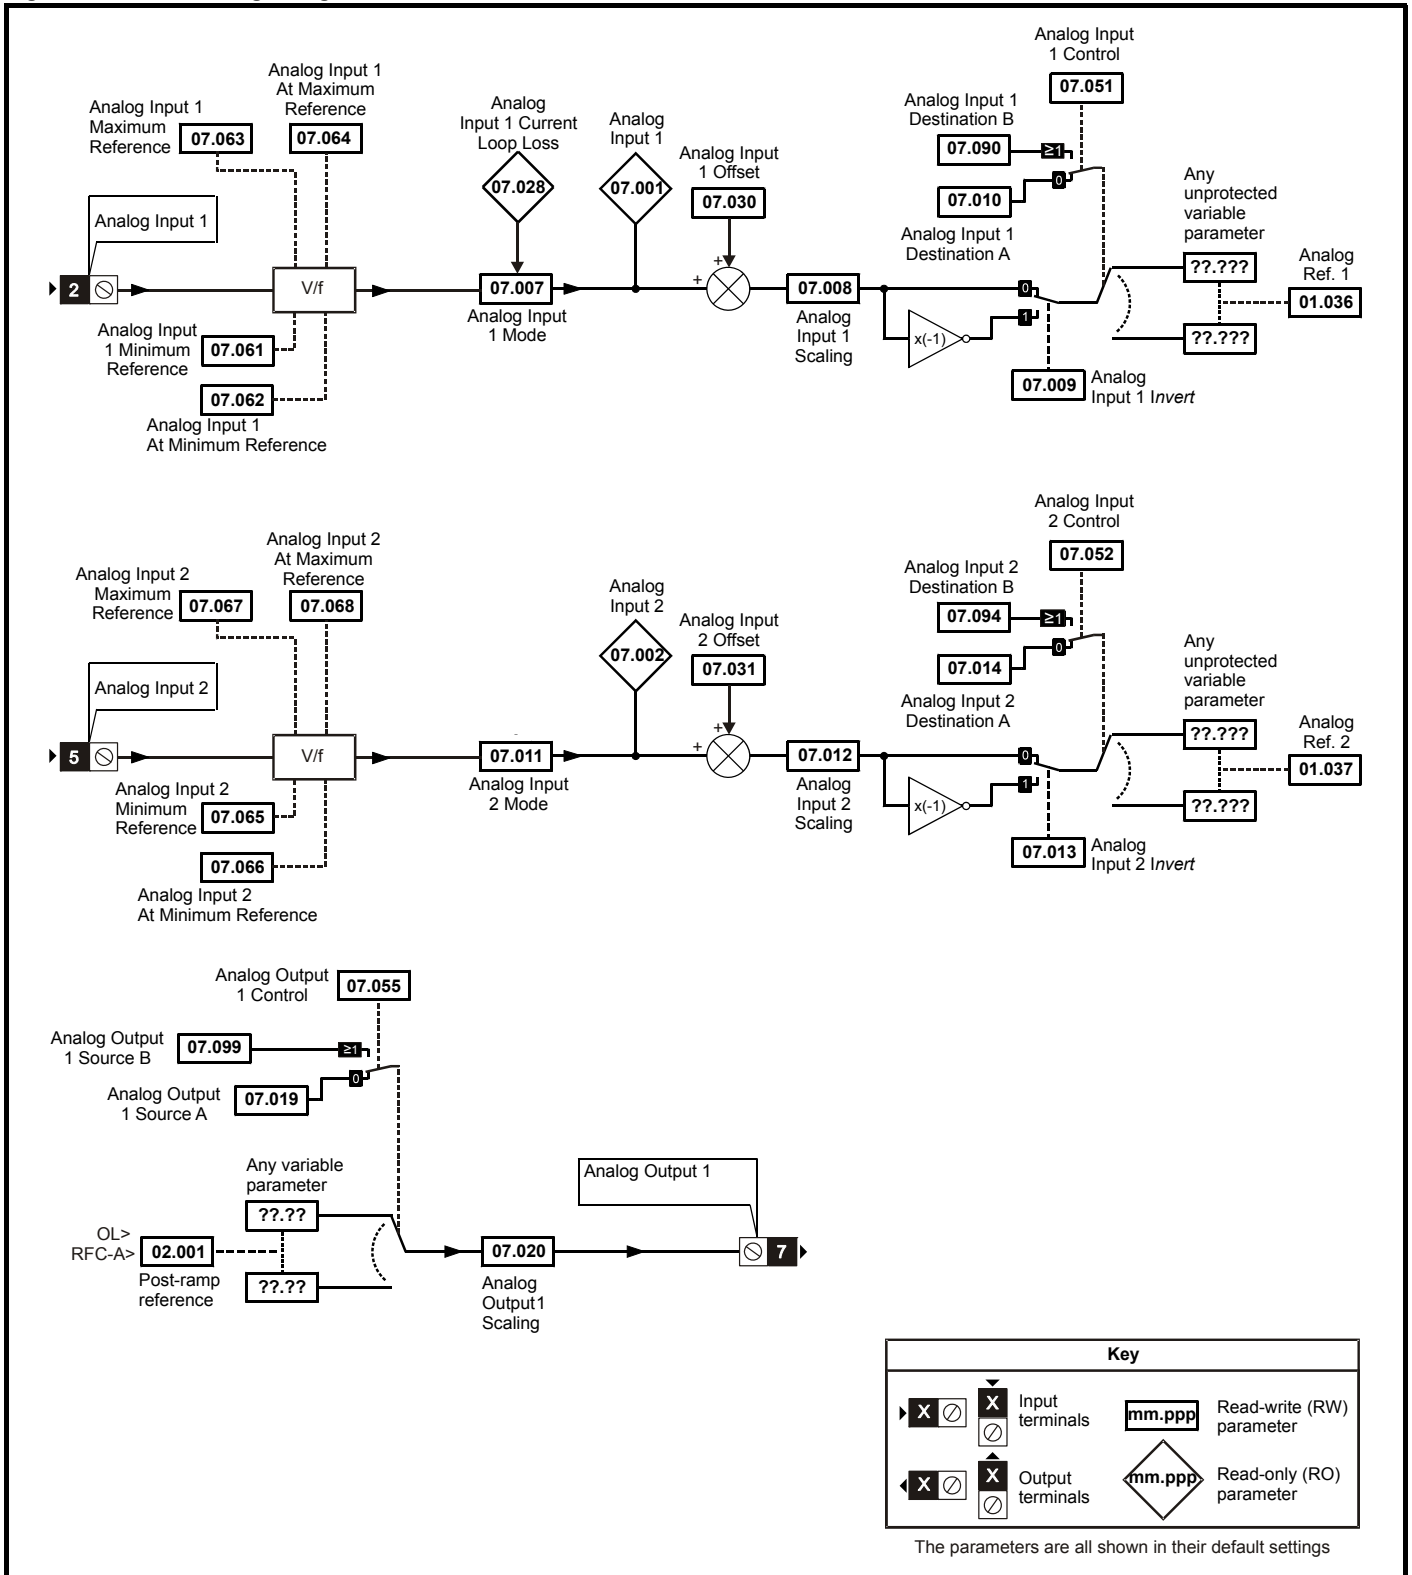 Analog Input
1 Control
07.051
Analog Input 1
At Maximum
Reference
07.064
Analog Input 1
Maximum
Reference
07.063
Analog
Input 1 Current
Loop Loss
07.028
Analog
Input 1
07.001
Analog Input
1 Offset
07.030
Analog Input 1
Destination B
07.090
≥1
0
07.010
Analog Input 1
Destination A
Any
unprotected
variable
parameter
??.???
??.???
Analog
Ref. 1
01.036
Analog Input 1
2
V/f
07.007
Analog Input
1 Mode
+
+
07.008
Analog
Input 1
Scaling
x(-1)
0
1
07.009
Analog
Input 1 Invert
Analog Input
1 Minimum
Reference
07.061
07.062
Analog Input 1
At Minimum Reference
Analog Input
2 Control
07.052
Analog Input 2
At Maximum
Reference
07.068
Analog Input 2
Maximum
Reference
07.067
Analog
Input 2
07.002
Analog Input
2 Offset
07.031
Analog Input 2
Destination B
07.094
≥1
0
07.014
Analog Input 2
Destination A
Any
unprotected
variable
parameter
??.???
??.???
Analog
Ref. 2
01.037
Analog Input 2
5
V/f
07.011
Analog Input
2 Mode
+
+
07.012
Analog
Input 2
Scaling
x(-1)
0
1
07.013
Analog
Input 2 Invert
Analog Input 2
Minimum
Reference
07.065
07.066
Analog Input 2
At Minimum Reference
Analog Output
1 Control
07.055
Analog Output
1 Source B
07.099
≥1
0
Analog Output
1 Source A
07.019
Any variable
parameter
??.??
??.??
OL>
RFC-A>
02.001
Post-ramp
reference
07.020
Analog
Output1
Scaling
Analog Output 1
7
Key
X
X
Input
terminals
mm.ppp
Read-write (RW)
parameter
X
X
Output
terminals
mm.ppp
Read-only (RO)
parameter
The parameters are all shown in their default settings